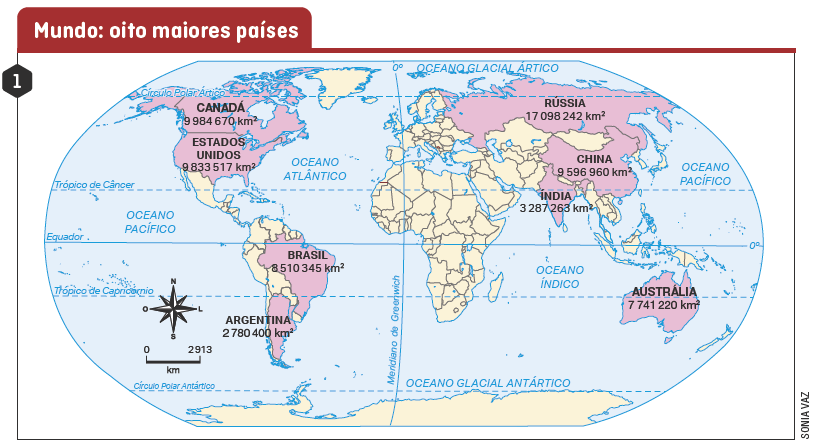 Mundo: oito maiores países
1
0º
OCEANO GLACIAL ÁRTICO
Círculo Polar Ártico
CANADÁ
9 984 670 km²
RÚSSIA
17 098 242 km²
ESTADOS
UNIDOS
9 833 517 km²
OCEANO
ATLÂNTICO
CHINA
9 596 960 km²
OCEANO
PACÍFICO
Trópico de Câncer
ÍNDIA
3 287 263 km²
OCEANO
PACÍFICO
Equador
0º
BRASIL
8 510 345 km²
OCEANO
ÍNDICO
Trópico de Capricórnio
AUSTRÁLIA
7 741 220 km²
N
O
L
S
ARGENTINA
2 780 400 km²
Meridiano de Greenwich
0
2913
km
Círculo Polar Antártico
OCEANO GLACIAL ANTÁRTICO
SONIA VAZ